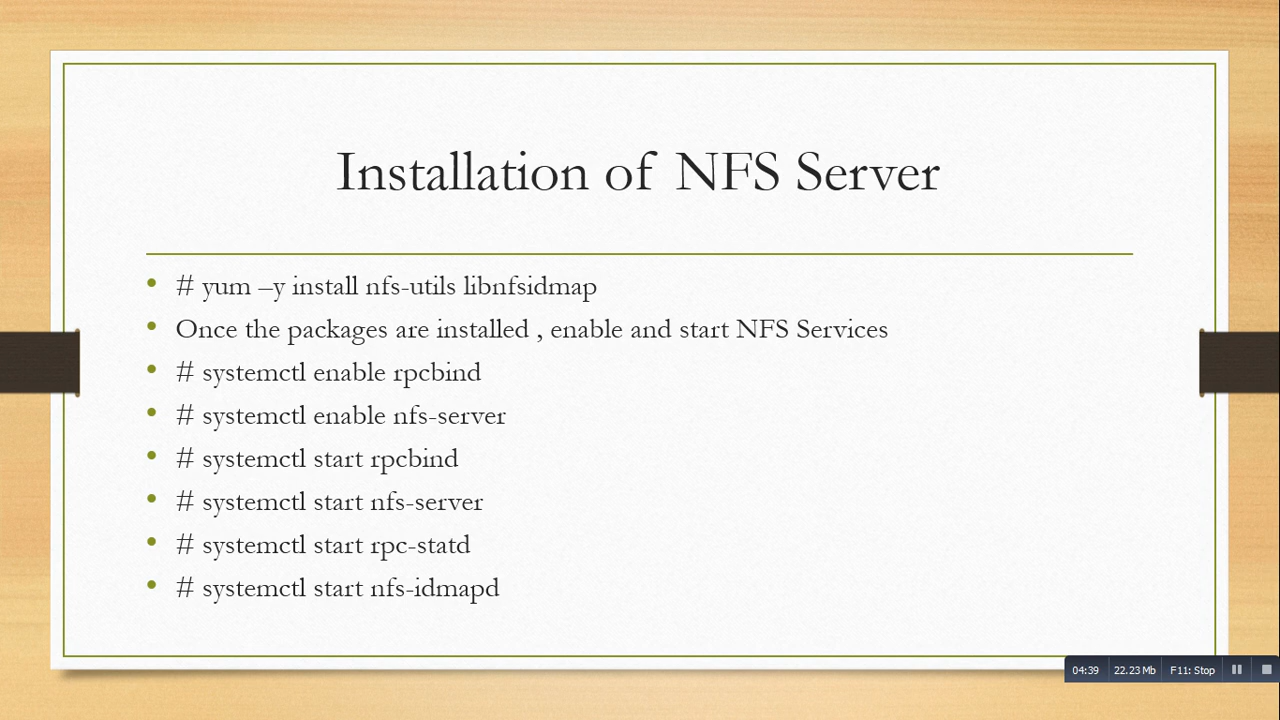 Installation of NFS Server
• # yum –y install nfs-utils libnfsidmap
• Once the packages are installed , enable and start NFS Services
• # systemctl enable rpcbind
• # systemctl enable nfs-server
• # systemctl start rpcbind
• # systemctl start nfs-server
• # systemctl start rpc-statd
• # systemctl start nfs-idmapd
04:39 22.23 Mb F11: Stop